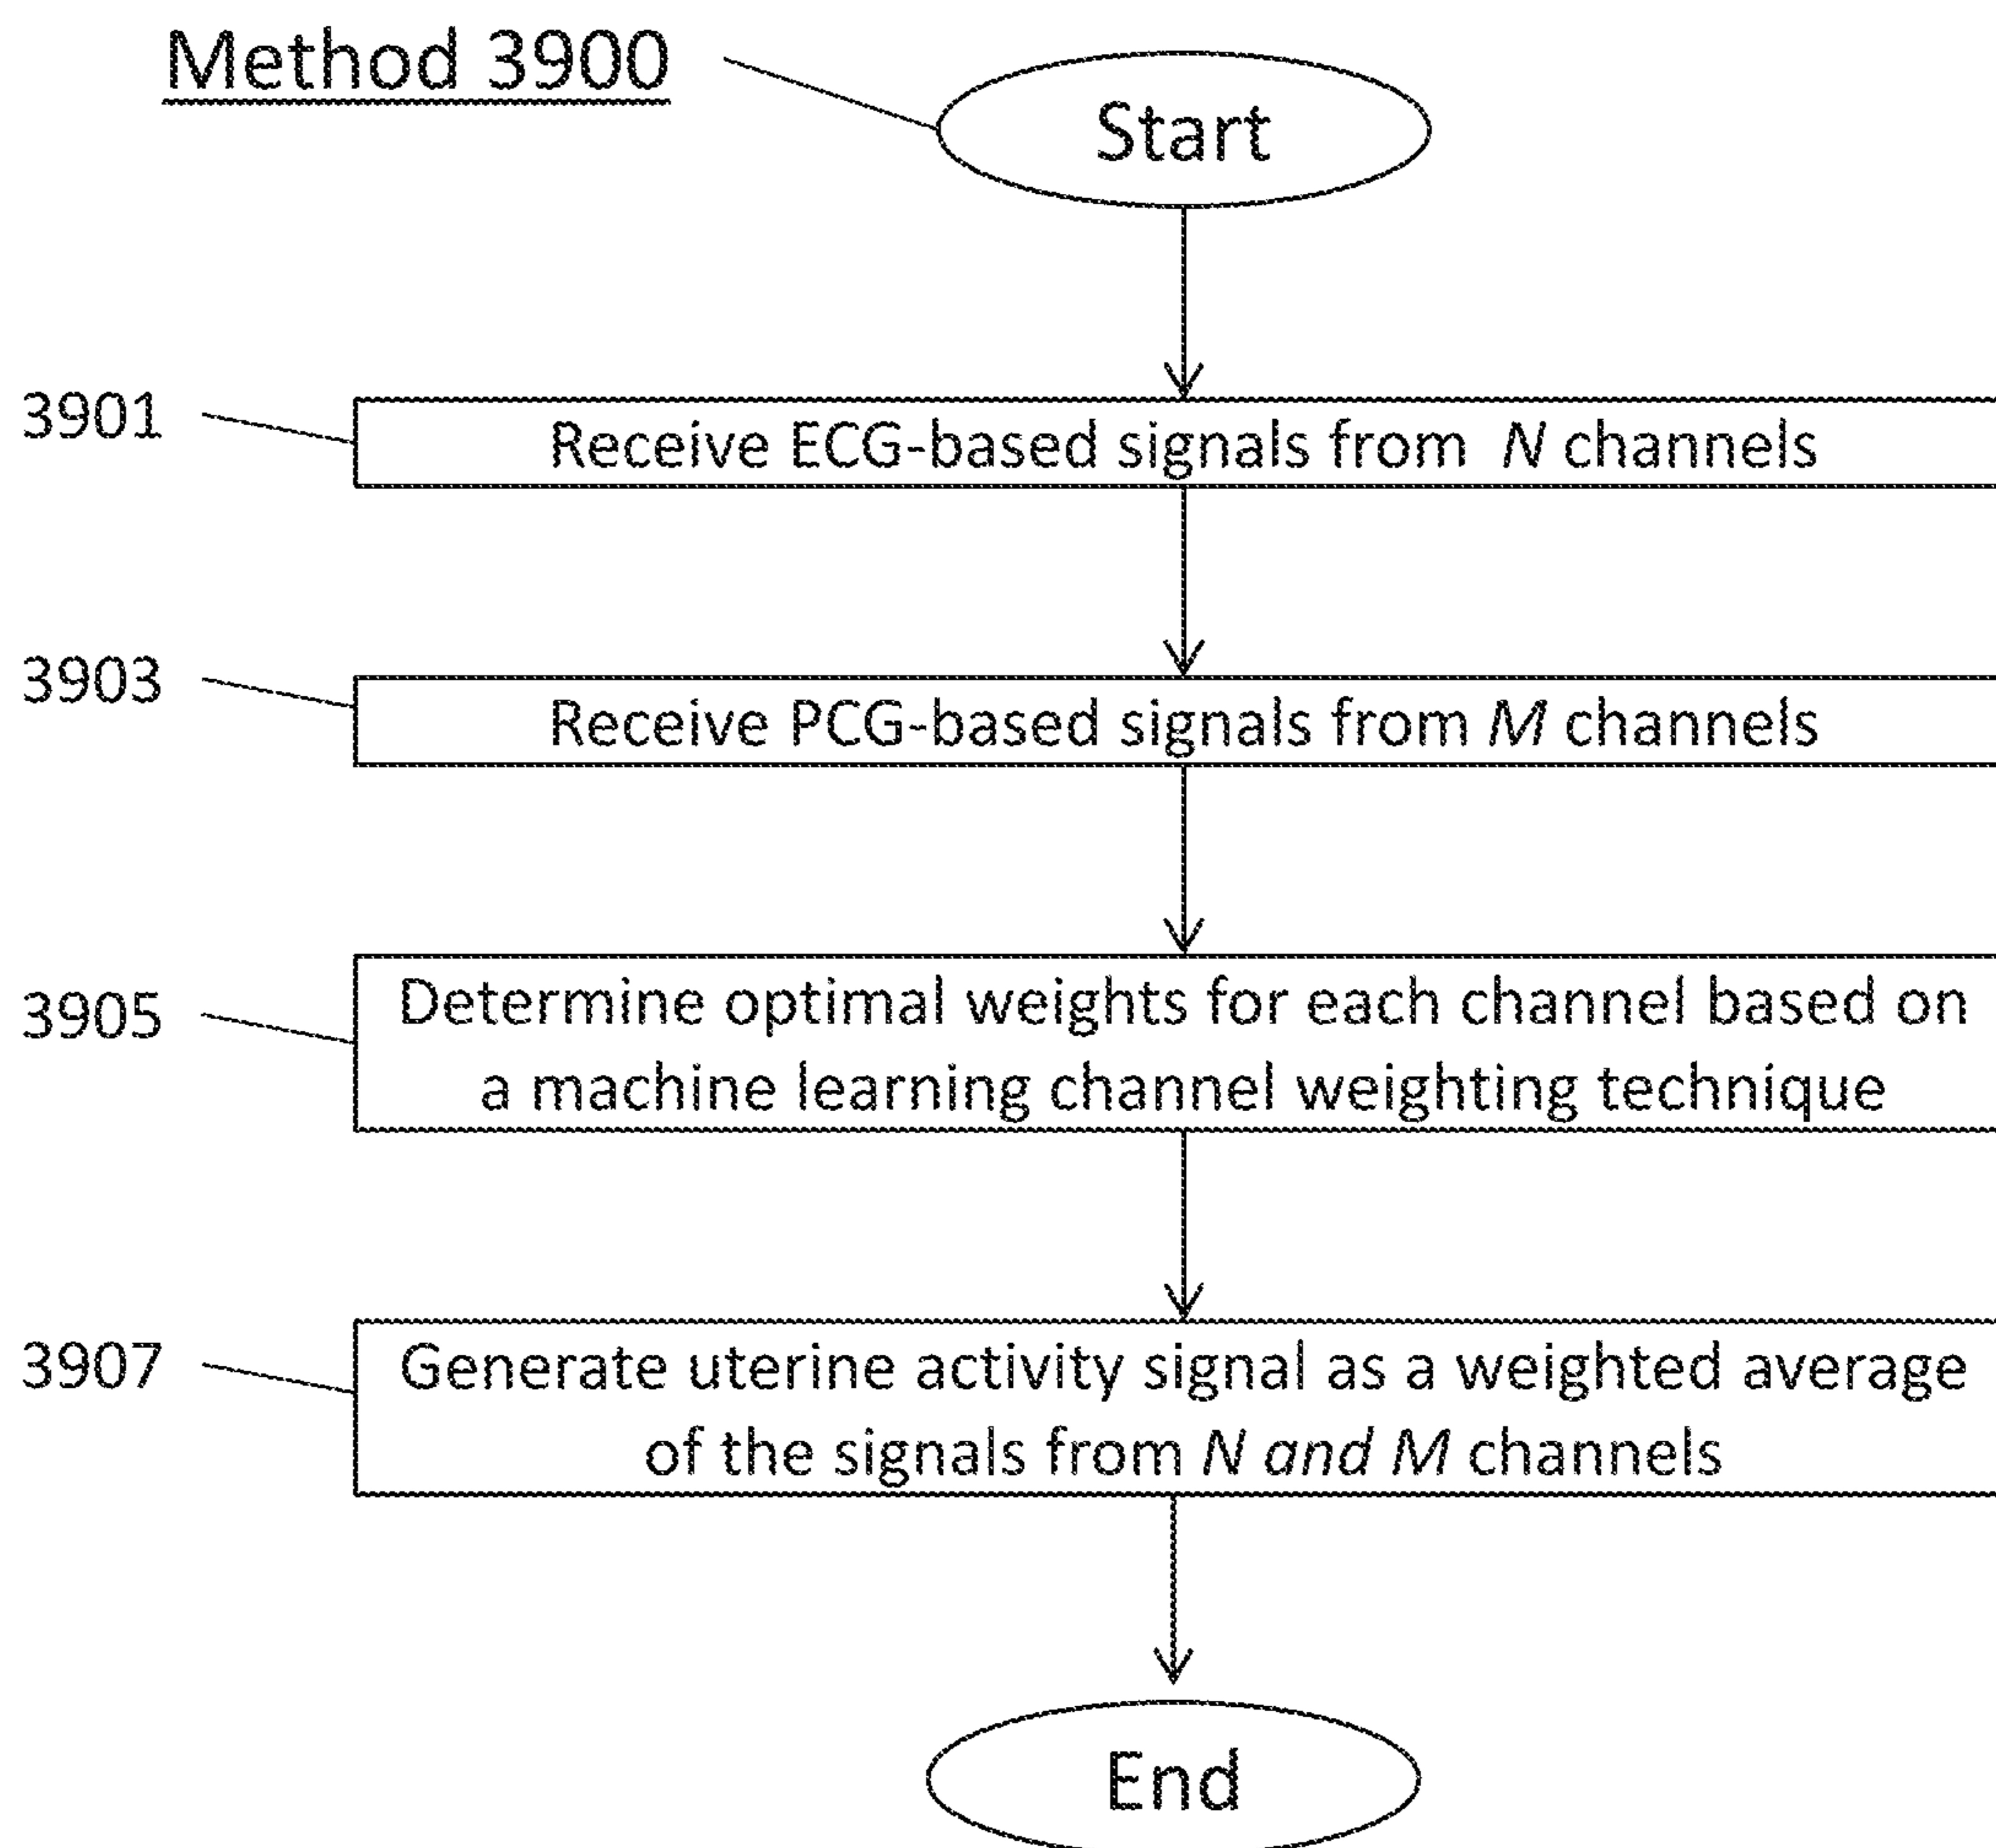 Method 3900
Start
3901
Receive ECG-based signals from N channels
3903
Receive PCG-based signals from M channels
3905
Determine optimal weights for each channel based on
a machine learning channel weighting technique
3907
Generate uterine activity signal as a weighted average
of the signals from N and M channels
End